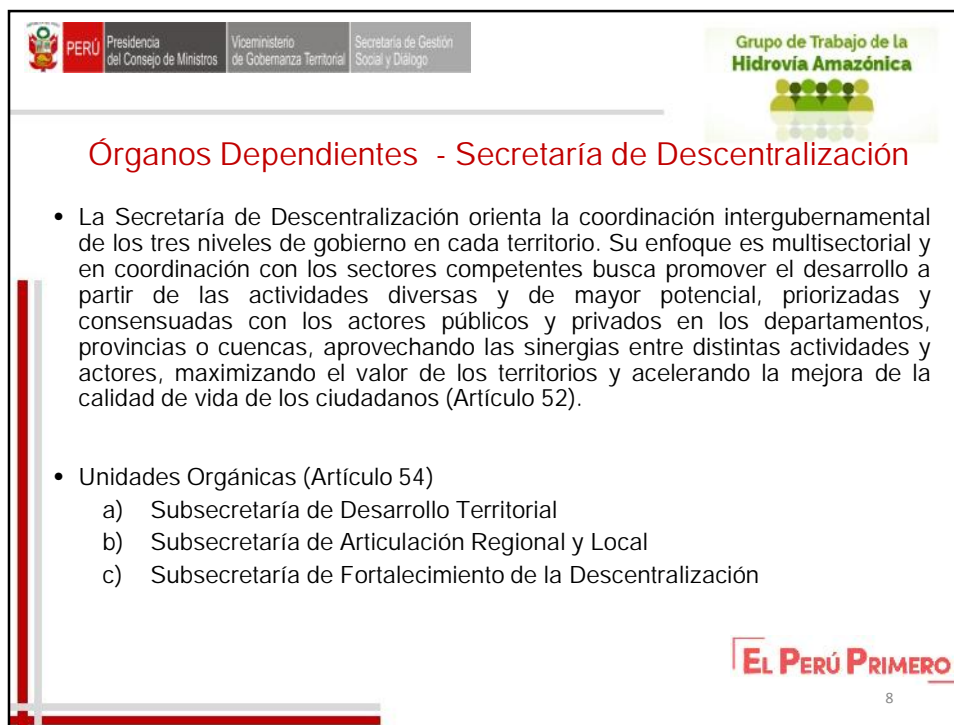 PERÚ
Presidencia
del Consejo de Ministros
Viceministerio
de Gobernanza Territorial
Secretaría de Gestión
Social y Diálogo
Grupo de Trabajo de la
Hidrovía Amazónica
Órganos Dependientes - Secretaría de Descentralización
• La Secretaría de Descentralización orienta la coordinación intergubernamental
de los tres niveles de gobierno en cada territorio. Su enfoque es multisectorial y
en coordinación con los sectores competentes busca promover el desarrollo a
partir de las actividades diversas y de mayor potencial, priorizadas y
consensuadas con los actores públicos y privados en los departamentos,
provincias o cuencas, aprovechando las sinergias entre distintas actividades y
actores, maximizando el valor de los territorios y acelerando la mejora de la
calidad de vida de los ciudadanos (Artículo 52).
• Unidades Orgánicas (Artículo 54)
a) Subsecretaría de Desarrollo Territorial
b) Subsecretaría de Articulación Regional y Local
c) Subsecretaría de Fortalecimiento de la Descentralización
EL PERÚ PRIMERO
8